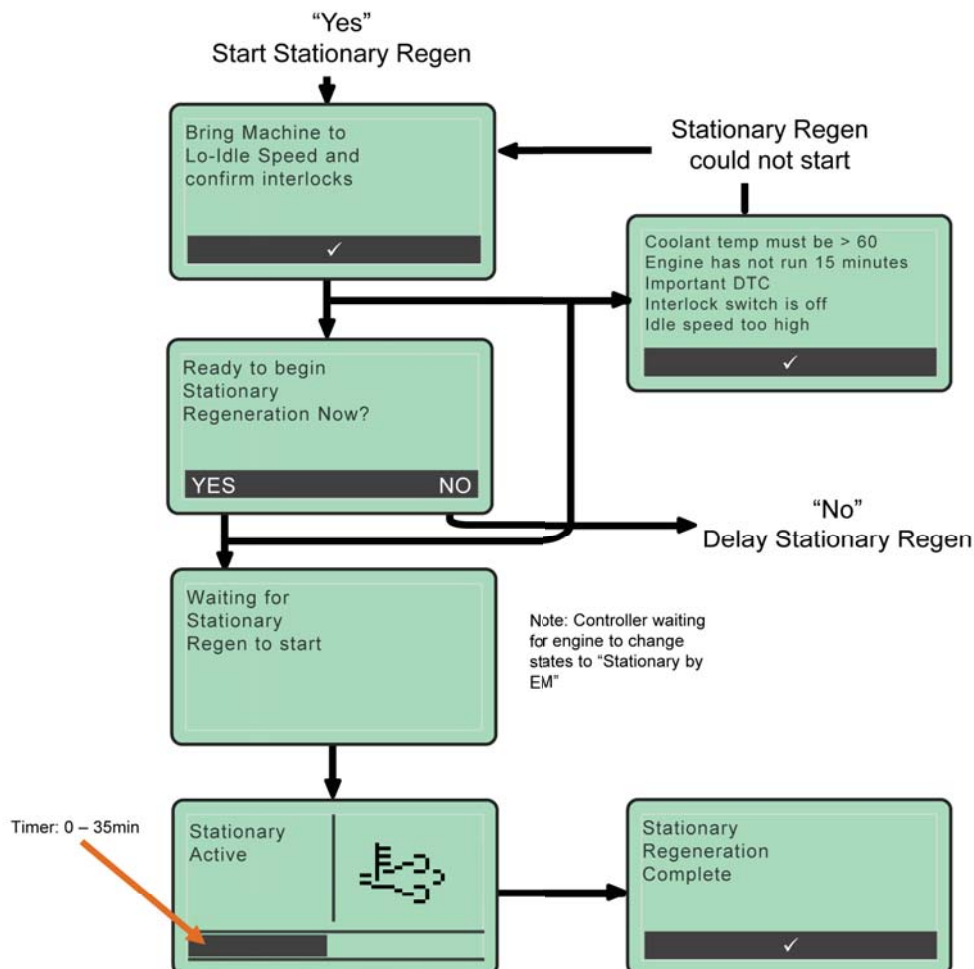 “Yes”
Start Stationary Regen
Bring Machine to
Lo-Idle Speed and
confirm interlocks
✓
Stationary Regen
could not start
Coolant temp must be > 60
Engine has not run 15 minutes
Important DTC
Interlock switch is off
Idle speed too high
✓
Ready to begin
Stationary
Regeneration Now?
YES NO
“No”
Delay Stationary Regen
Waiting for
Stationary
Regen to start
Note: Controller waiting
for engine to change
states to “Stationary by
EM”
Timer: 0 – 35min
Stationary
Active
Stationary
Regeneration
Complete
✓